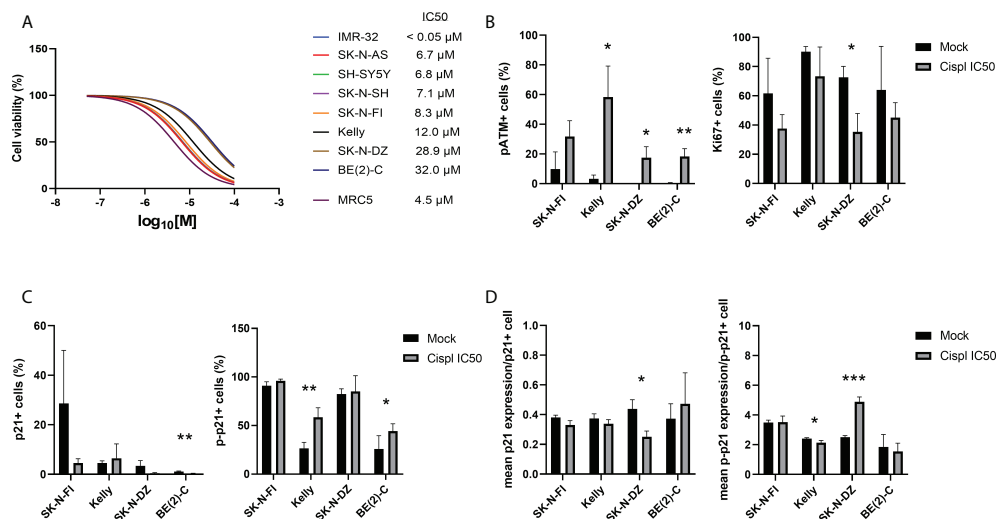 A
IC50
IMR-32 < 0.05 µM
SK-N-AS 6.7 µM
SH-SY5Y 6.8 µM
SK-N-SH 7.1 µM
SK-N-FI 8.3 µM
Kelly 12.0 µM
SK-N-DZ 28.9 µM
BE(2)-C 32.0 µM
MRC5 4.5 µM
Cell viability (%)
150
100
50
0
-8 -7 -6 -5 -4 -3
log10[M]
B
pATM+ cells (%)
100
80
60
40
20
0
* * **
SK-N-FI Kelly SK-N-DZ BE(2)-C
Ki67+ cells (%)
100
80
60
40
20
0
*
SK-N-FI Kelly SK-N-DZ BE(2)-C
Mock
Cispl IC50
C
p21+ cells (%)
60
40
20
0
**
SK-N-FI Kelly SK-N-DZ BE(2)-C
p-p21+ cells (%)
150
100
50
0
** *
SK-N-FI Kelly SK-N-DZ BE(2)-C
Mock
Cispl IC50
D
mean p21 expression/p21+ cell
1.0
0.8
0.6
0.4
0.2
0.0
*
SK-N-FI Kelly SK-N-DZ BE(2)-C
mean p-p21 expression/p-p21+ cell
10
8
6
4
2
0
* ***
SK-N-FI Kelly SK-N-DZ BE(2)-C
Mock
Cispl IC50